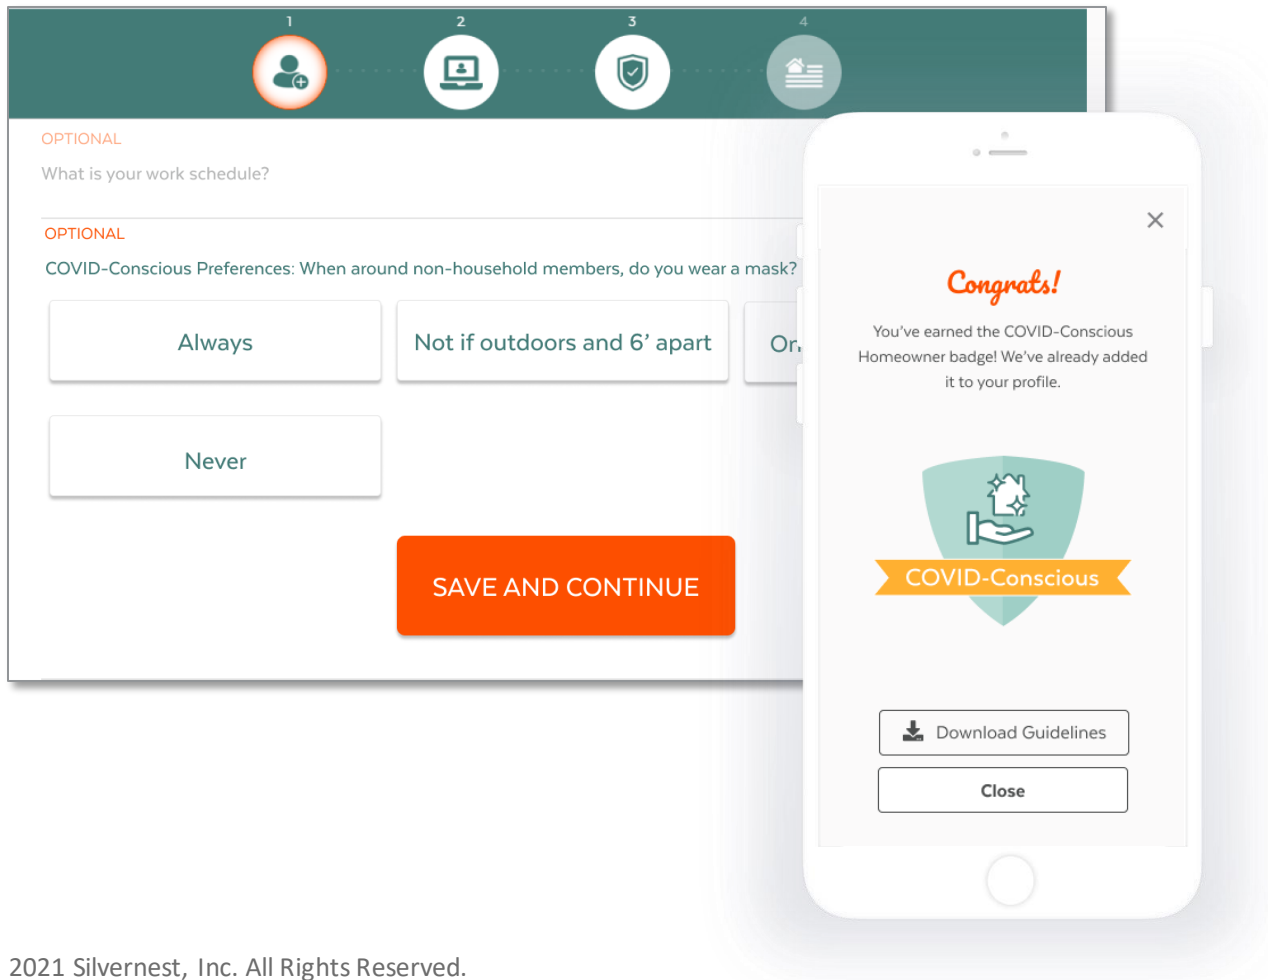 1
2
3
4
OPTIONAL
What is your work schedule?
OPTIONAL
COVID-Conscious Preferences: When around non-household members, do you wear a mask?
Always
Not if outdoors and 6’ apart
Never
SAVE AND CONTINUE
Congrats!
You’ve earned the COVID-Conscious
Homeowner badge! We’ve already added
it to your profile.
COVID-Conscious
Download Guidelines
Close
2021 Silvernest, Inc. All Rights Reserved.